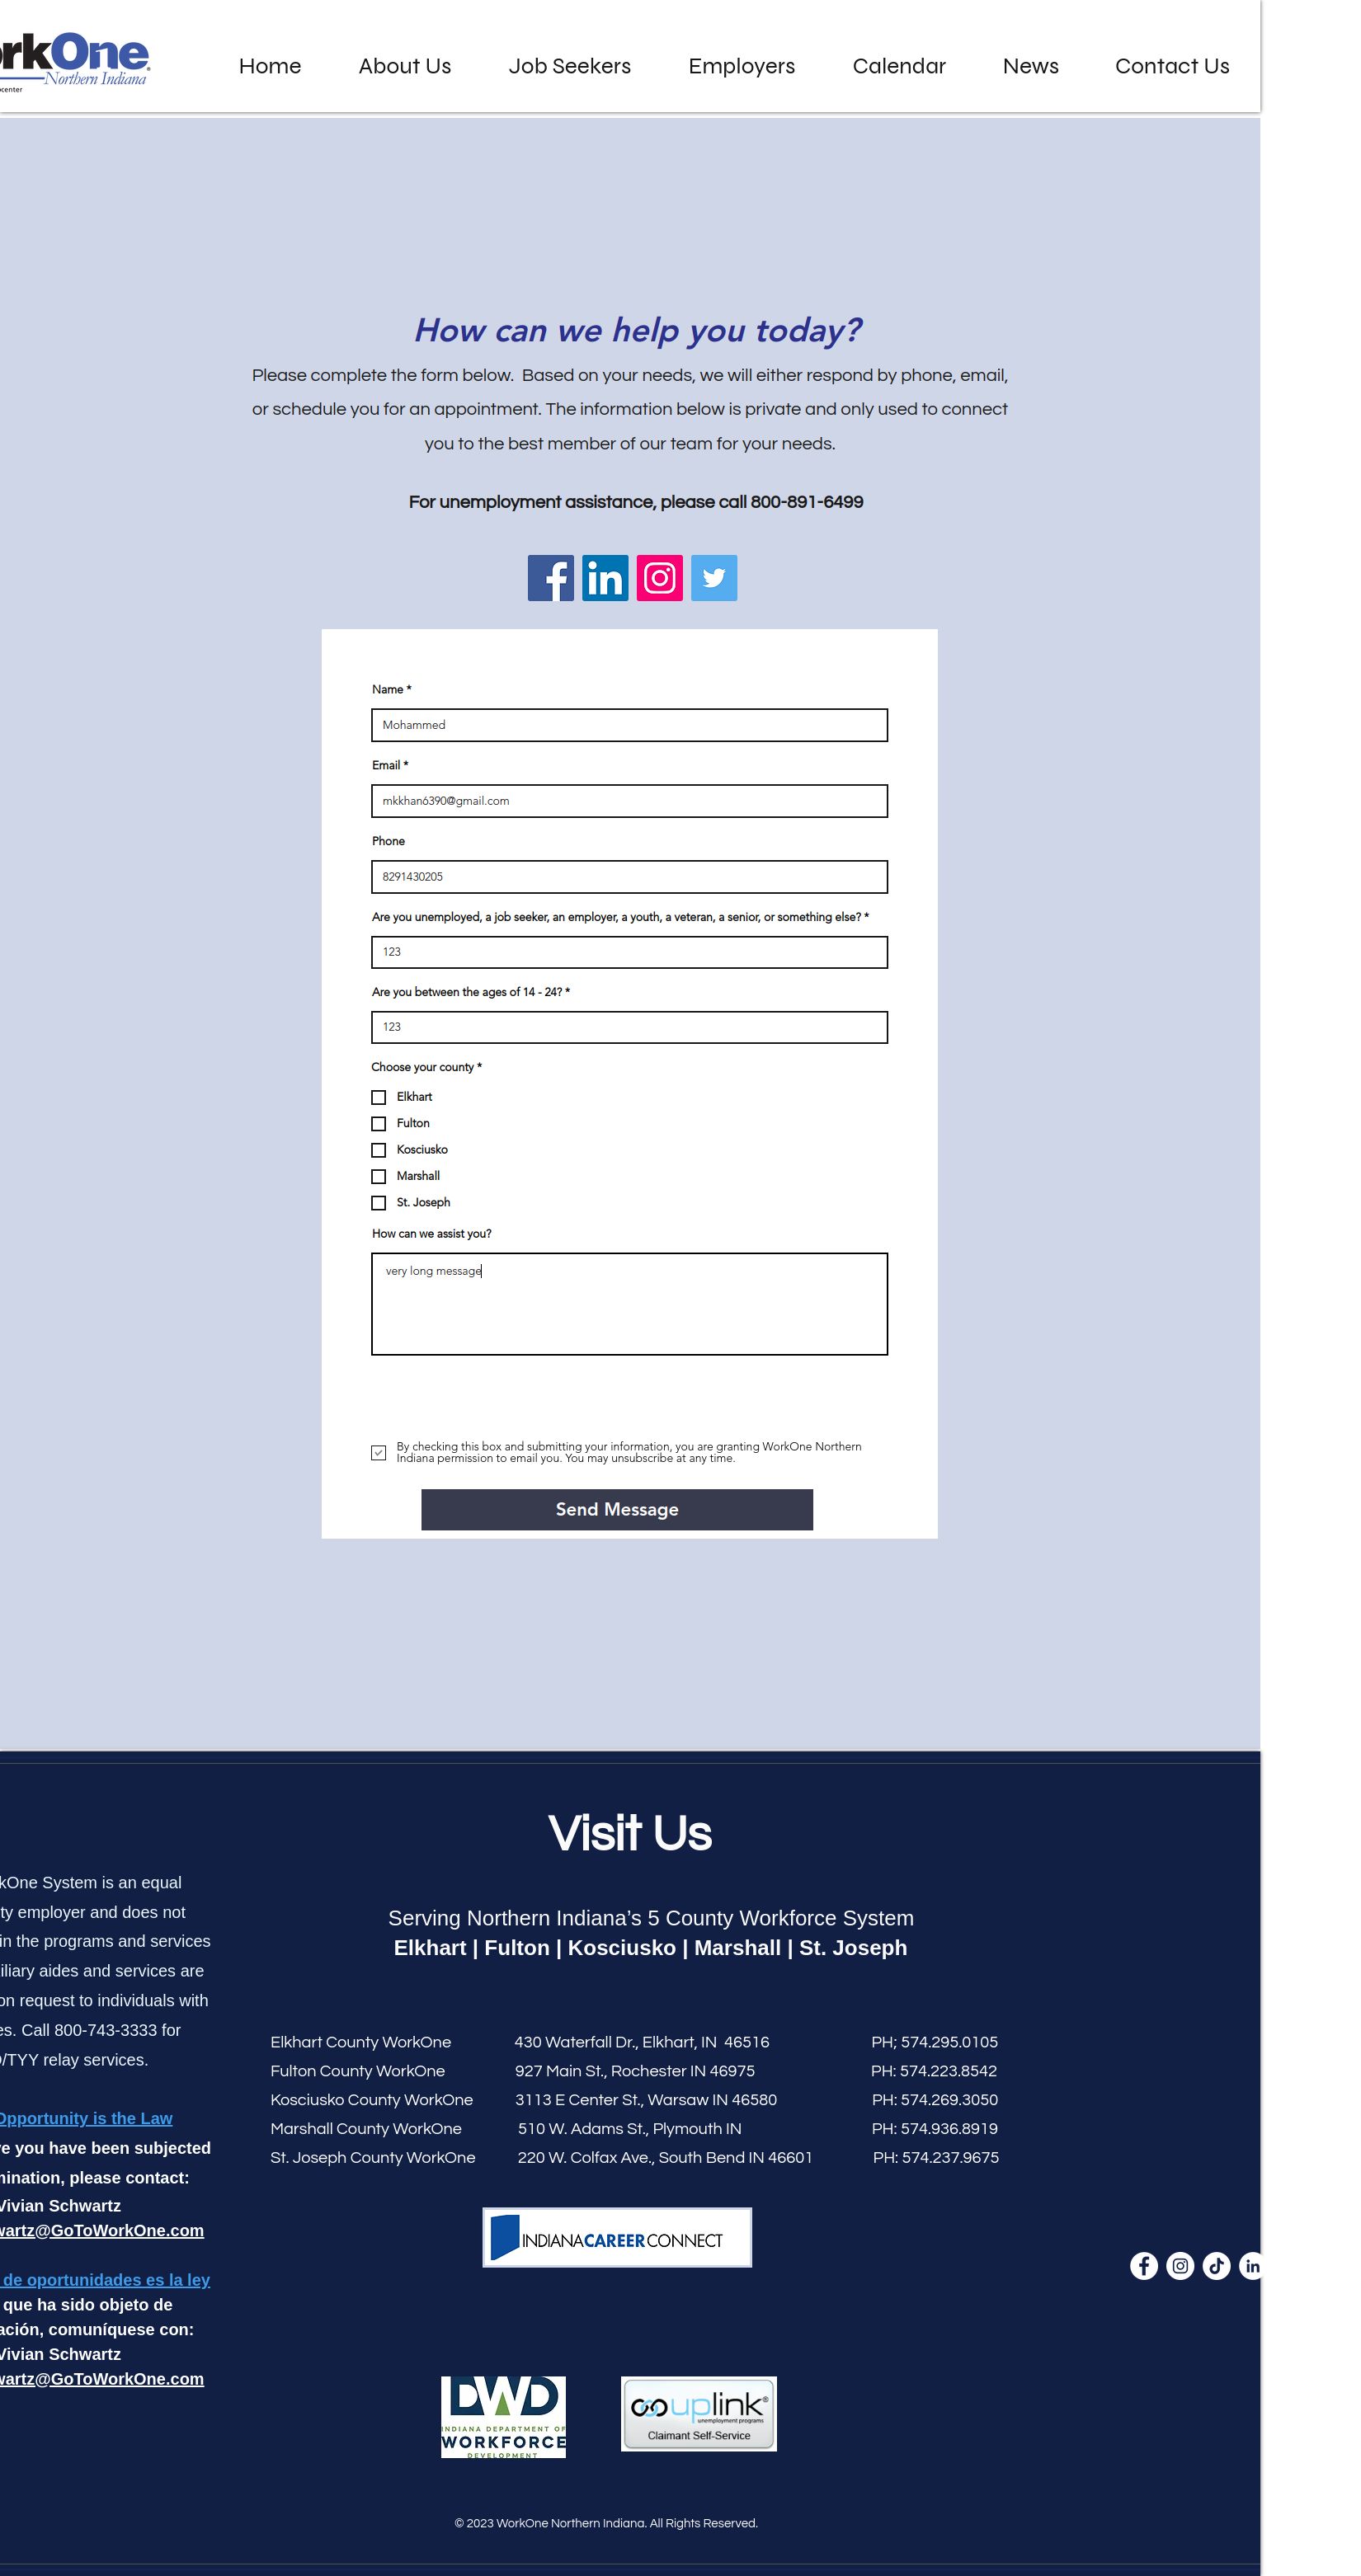 orkOne
Northern Indiana
ocenter
Home
About Us
Job Seekers
Employers
Calendar
News
Contact Us
How can we help you today?
Please complete the form below.  Based on your needs, we will either respond by phone, email,
or schedule you for an appointment. The information below is private and only used to connect
you to the best member of our team for your needs.
For unemployment assistance, please call 800-891-6499
Name *
Mohammed
Email *
mkkhan6390@gmail.com
Phone
8291430205
Are you unemployed, a job seeker, an employer, a youth, a veteran, a senior, or something else? *
123
Are you between the ages of 14 - 24? *
123
Choose your county *
Elkhart
Fulton
Kosciusko
Marshall
St. Joseph
How can we assist you?
very long message
By checking this box and submitting your information, you are granting WorkOne Northern
Indiana permission to email you. You may unsubscribe at any time.
Send Message
Visit Us
kOne System is an equal
ty employer and does not
in the programs and services
iliary aides and services are
on request to individuals with
es. Call 800-743-3333 for
/TYY relay services.
Opportunity is the Law
ve you have been subjected
mination, please contact:
Vivian Schwartz
wartz@GoToWorkOne.com
de oportunidades es la ley
que ha sido objeto de
ación, comuníquese con:
Vivian Schwartz
wartz@GoToWorkOne.com
Serving Northern Indiana’s 5 County Workforce System
Elkhart | Fulton | Kosciusko | Marshall | St. Joseph
Elkhart County WorkOne 430 Waterfall Dr., Elkhart, IN  46516 PH; 574.295.0105
Fulton County WorkOne 927 Main St., Rochester IN 46975 PH: 574.223.8542
Kosciusko County WorkOne 3113 E Center St., Warsaw IN 46580 PH: 574.269.3050
Marshall County WorkOne 510 W. Adams St., Plymouth IN PH: 574.936.8919
St. Joseph County WorkOne 220 W. Colfax Ave., South Bend IN 46601 PH: 574.237.9675
INDIANACAREERCONNECT
DWD
INDIANA DEPARTMENT OF
WORKFORCE
DEVELOPMENT
uplink®
unemployment programs
Claimant Self-Service
© 2023 WorkOne Northern Indiana. All Rights Reserved.